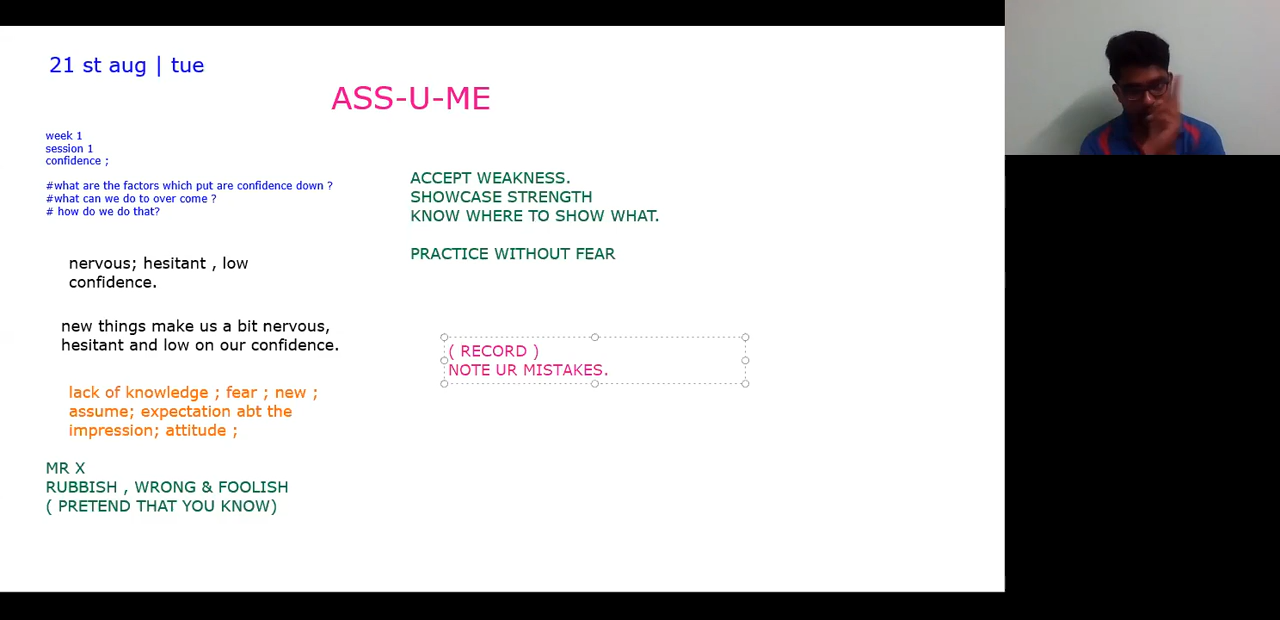 21 st aug | tue
ASS-U-ME
week 1
session 1
confidence ;
#what are the factors which put are confidence down ?
#what can we do to over come ?
# how do we do that?
nervous; hesitant , low
confidence.
new things make us a bit nervous,
hesitant and low on our confidence.
lack of knowledge ; fear ; new ;
assume; expectation abt the
impression; attitude ;
MR X
RUBBISH , WRONG & FOOLISH
( PRETEND THAT YOU KNOW)
ACCEPT WEAKNESS.
SHOWCASE STRENGTH
KNOW WHERE TO SHOW WHAT.
PRACTICE WITHOUT FEAR
( RECORD )
NOTE UR MISTAKES.